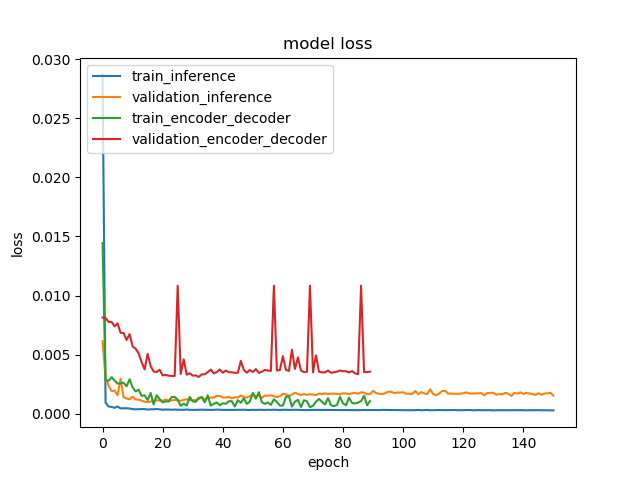 model loss
train_inference
validation_inference
train_encoder_decoder
validation_encoder_decoder
0.030
0.025
0.020
0.015
0.010
0.005
0.000
loss
0 20 40 60 80 100 120 140
epoch